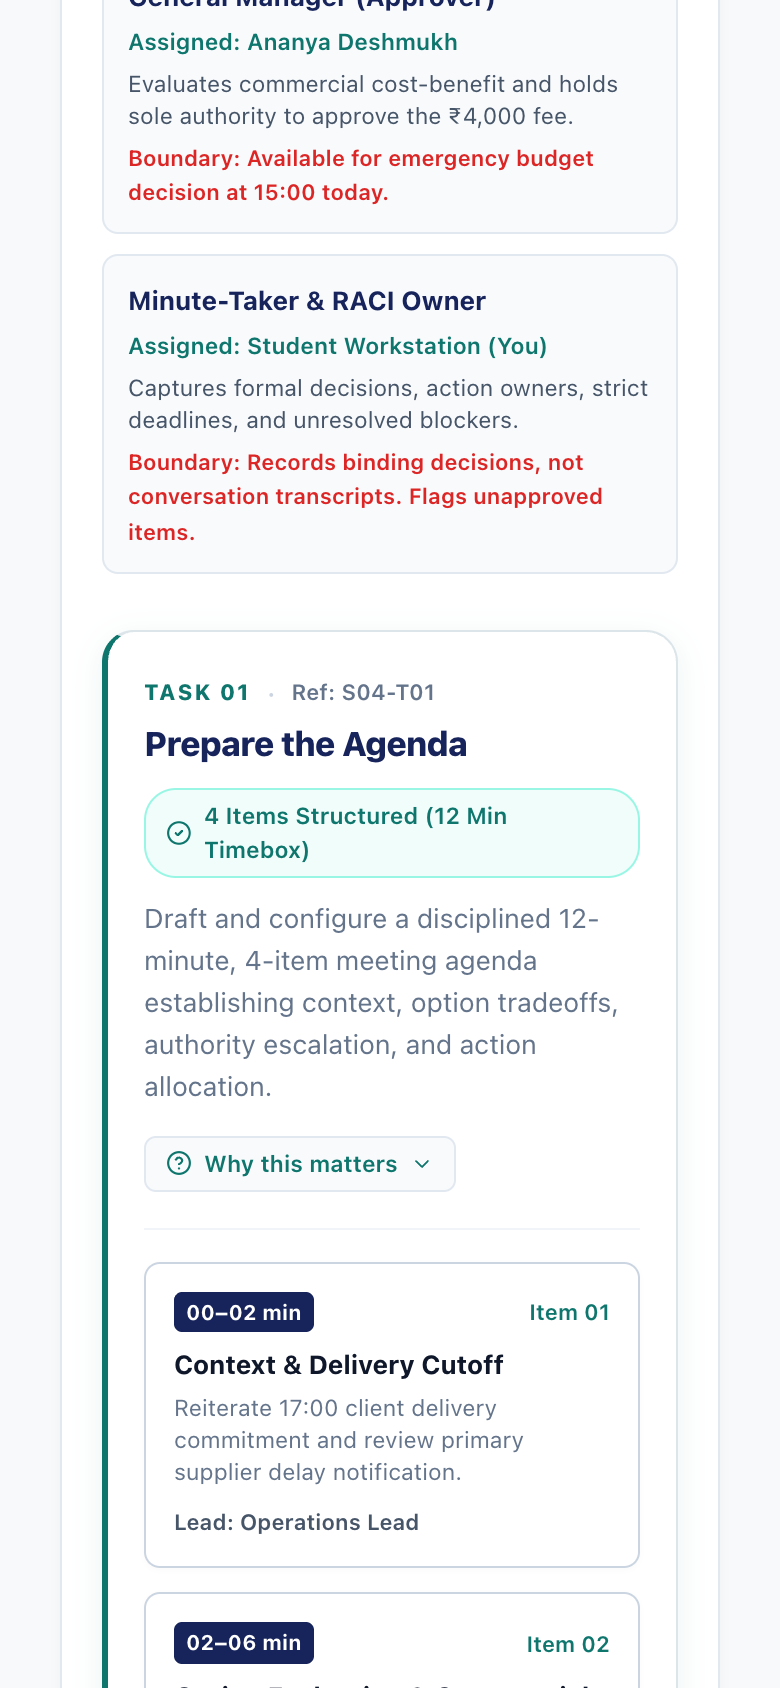 General Manager (Approver)
Assigned: Ananya Deshmukh
Evaluates commercial cost-benefit and holds
sole authority to approve the ₹4,000 fee.
Boundary: Available for emergency budget
decision at 15:00 today.
Minute-Taker & RACI Owner
Assigned: Student Workstation (You)
Captures formal decisions, action owners, strict
deadlines, and unresolved blockers.
Boundary: Records binding decisions, not
conversation transcripts. Flags unapproved
items.
TASK 01 · Ref: S04-T01
Prepare the Agenda
4 Items Structured (12 Min
Timebox)
Draft and configure a disciplined 12-
minute, 4-item meeting agenda
establishing context, option tradeoffs,
authority escalation, and action
allocation.
Why this matters
00–02 min
Item 01
Context & Delivery Cutoff
Reiterate 17:00 client delivery
commitment and review primary
supplier delay notification.
Lead: Operations Lead
02–06 min
Item 02